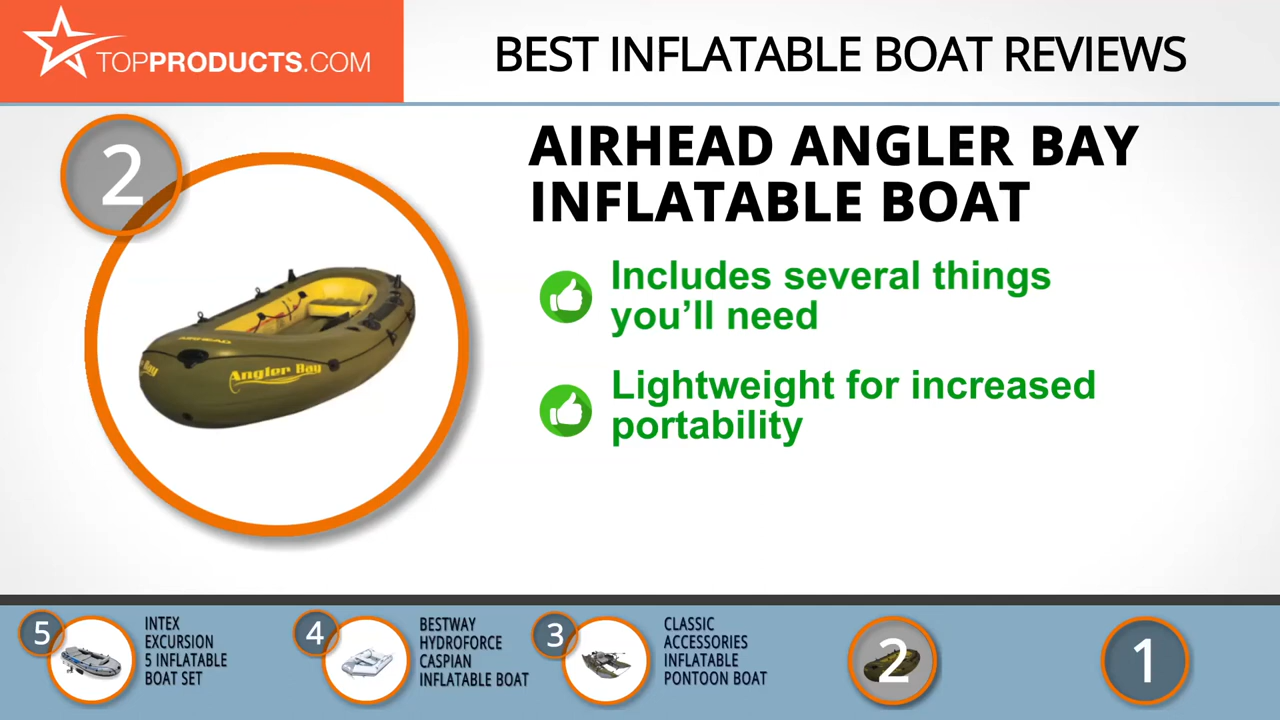 TOPPRODUCTS.COM
BEST INFLATABLE BOAT REVIEWS
2
AIRHEAD ANGLER BAY
INFLATABLE BOAT
Includes several things
you’ll need
Lightweight for increased
portability
AIRHEAD
Angler Bay
Bay
5
INTEX
EXCURSION
5 INFLATABLE
BOAT SET
4
BESTWAY
HYDROFORCE
CASPIAN
INFLATABLE BOAT
3
CLASSIC
ACCESSORIES
INFLATABLE
PONTOON BOAT
2
1